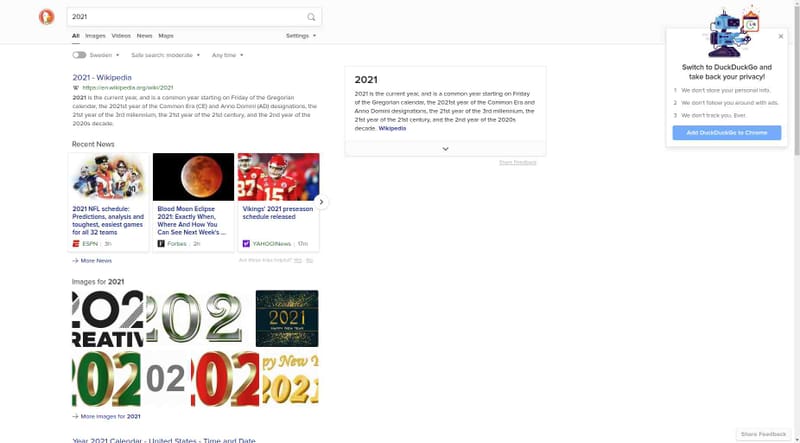 2021
All Images Videos News Maps Settings
Sweden Safe search: moderate Any time
2021 - Wikipedia
W https://en.wikipedia.org/wiki/2021
2021 is the current year, and is a common year starting on Friday of the Gregorian
calendar, the 2021st year of the Common Era (CE) and Anno Domini (AD) designations, the
21st year of the 3rd millennium, the 21st year of the 21st century, and the 2nd year of the
2020s decade.
Recent News
2021 NFL schedule:
Predictions, analysis and
toughest, easiest games
for all 32 teams
ESPN 3h
Blood Moon Eclipse
2021: Exactly When,
Where And How You
Can See Next Week's ...
Forbes 2h
Vikings' 2021 preseason
schedule released
YAHOO!News 17m
→ More News
Are these links helpful? Yes No
Images for 2021
202
REATIV
202
2021
HAPPY NEW YEAR
202
02
02
py New Y
2021
→ More Images for 2021
Year 2021 Calendar - United States - Time and Date
2021
2021 is the current year, and is a common year starting on Friday
of the Gregorian calendar, the 2021st year of the Common Era and
Anno Domini designations, the 21st year of the 3rd millennium, the
21st year of the 21st century, and the 2nd year of the 2020s
decade. Wikipedia
Share Feedback
Switch to DuckDuckGo and
take back your privacy!
1 We don't store your personal info.
2 We don't follow you around with ads.
3 We don't track you. Ever.
Add DuckDuckGo to Chrome
Share Feedback